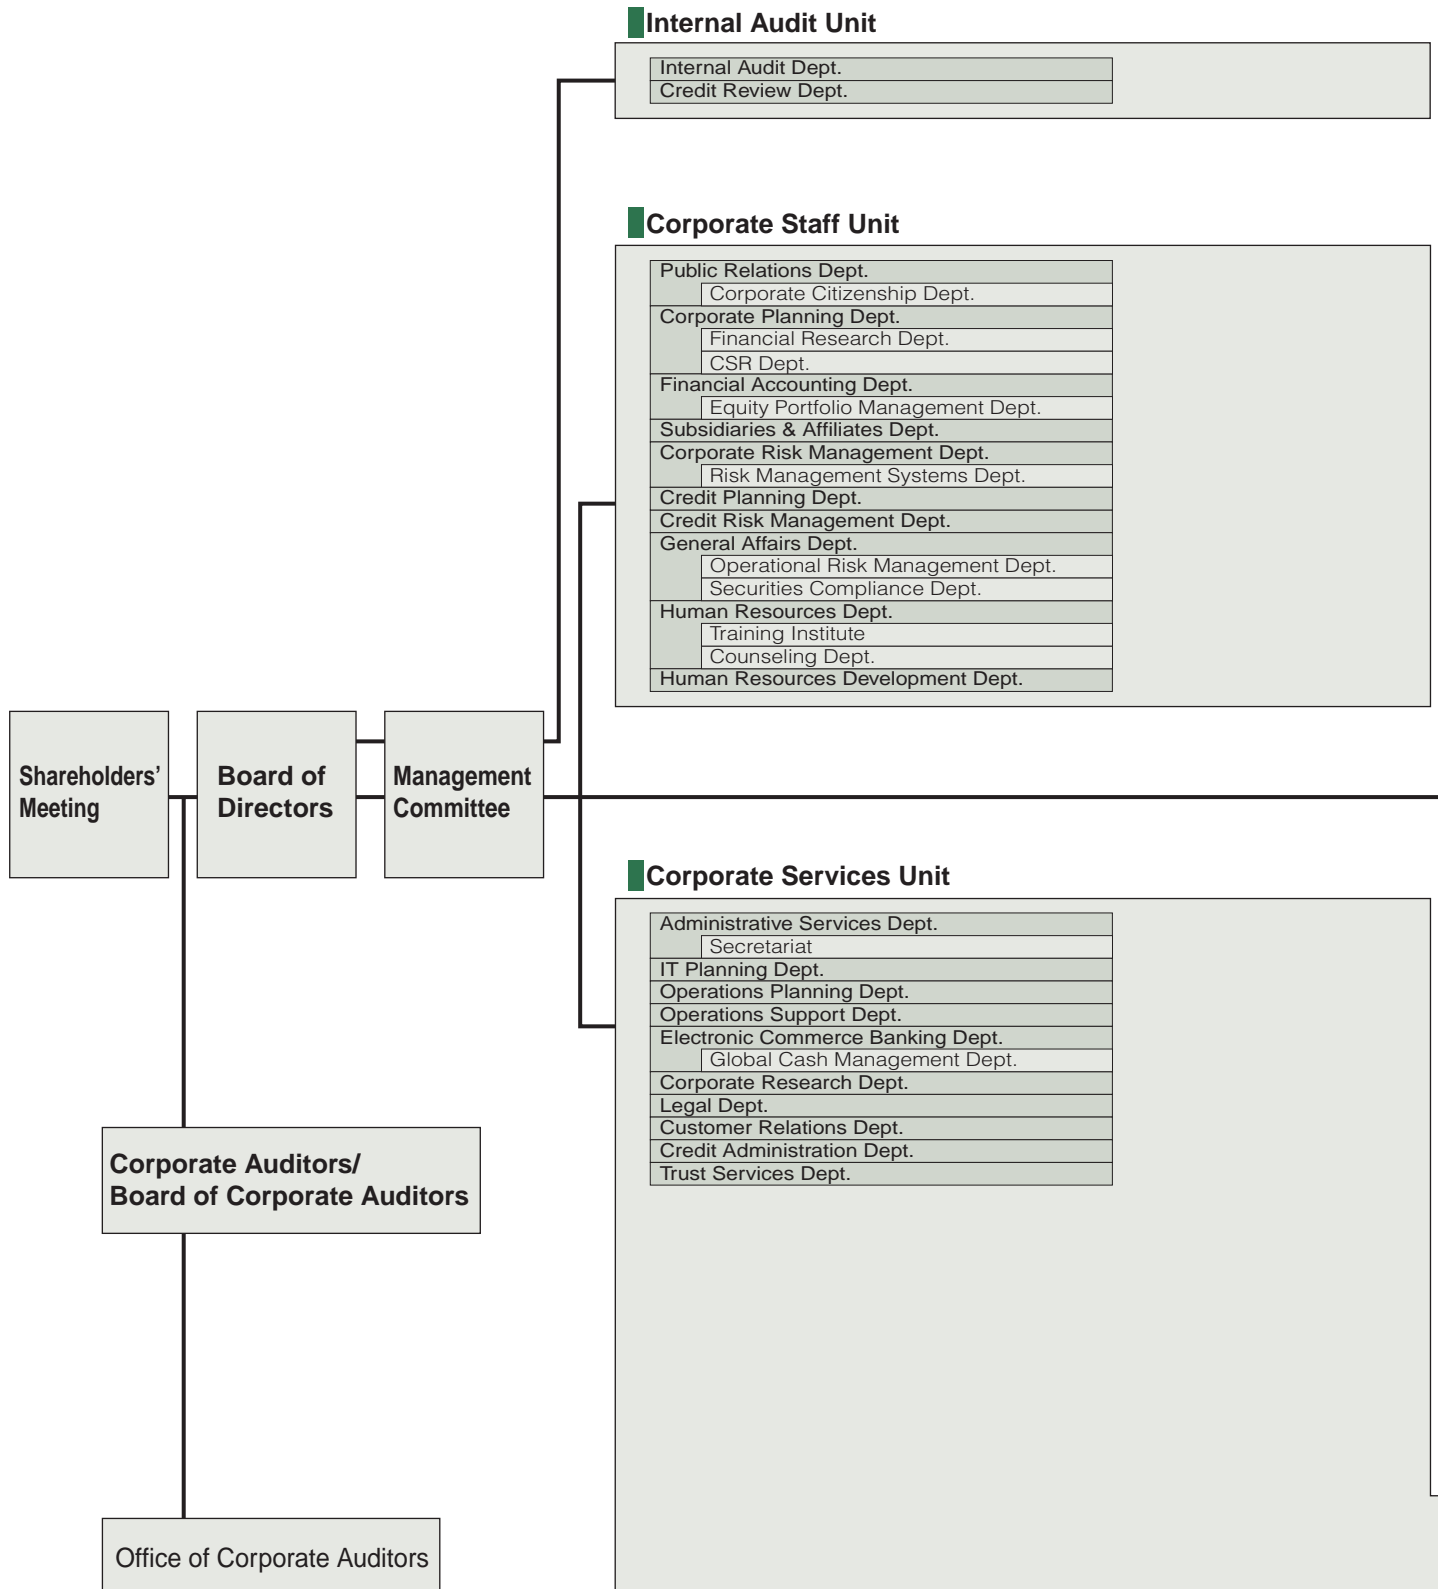 Internal Audit Unit
Internal Audit Dept.
Credit Review Dept.
Corporate Staff Unit
Public Relations Dept.
Corporate Citizenship Dept.
Corporate Planning Dept.
Financial Research Dept.
CSR Dept.
Financial Accounting Dept.
Equity Portfolio Management Dept.
Subsidiaries & Affiliates Dept.
Corporate Risk Management Dept.
Risk Management Systems Dept.
Credit Planning Dept.
Credit Risk Management Dept.
General Affairs Dept.
Operational Risk Management Dept.
Securities Compliance Dept.
Human Resources Dept.
Training Institute
Counseling Dept.
Human Resources Development Dept.
Shareholders’
Meeting
Board of
Directors
Management
Committee
Corporate Services Unit
Administrative Services Dept.
Secretariat
IT Planning Dept.
Operations Planning Dept.
Operations Support Dept.
Electronic Commerce Banking Dept.
Global Cash Management Dept.
Corporate Research Dept.
Legal Dept.
Customer Relations Dept.
Credit Administration Dept.
Trust Services Dept.
Corporate Auditors/
Board of Corporate Auditors
Office of Corporate Auditors